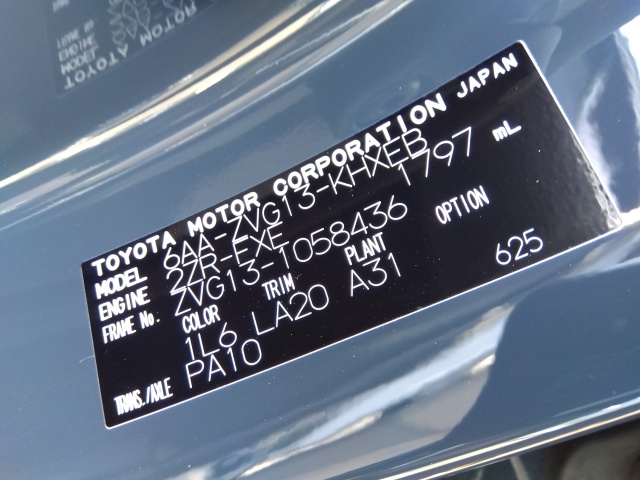 TOYOTA MOTOR CORPORATION JAPAN
MODEL 6AA-ZVG13-KHXEB
ENGINE 2ZR-FXE 1797 mL
FRAME No. ZVG13-1058436
COLOR TRIM PLANT OPTION
1L6 LA20 A31 625
TRANS./AXLE PA10